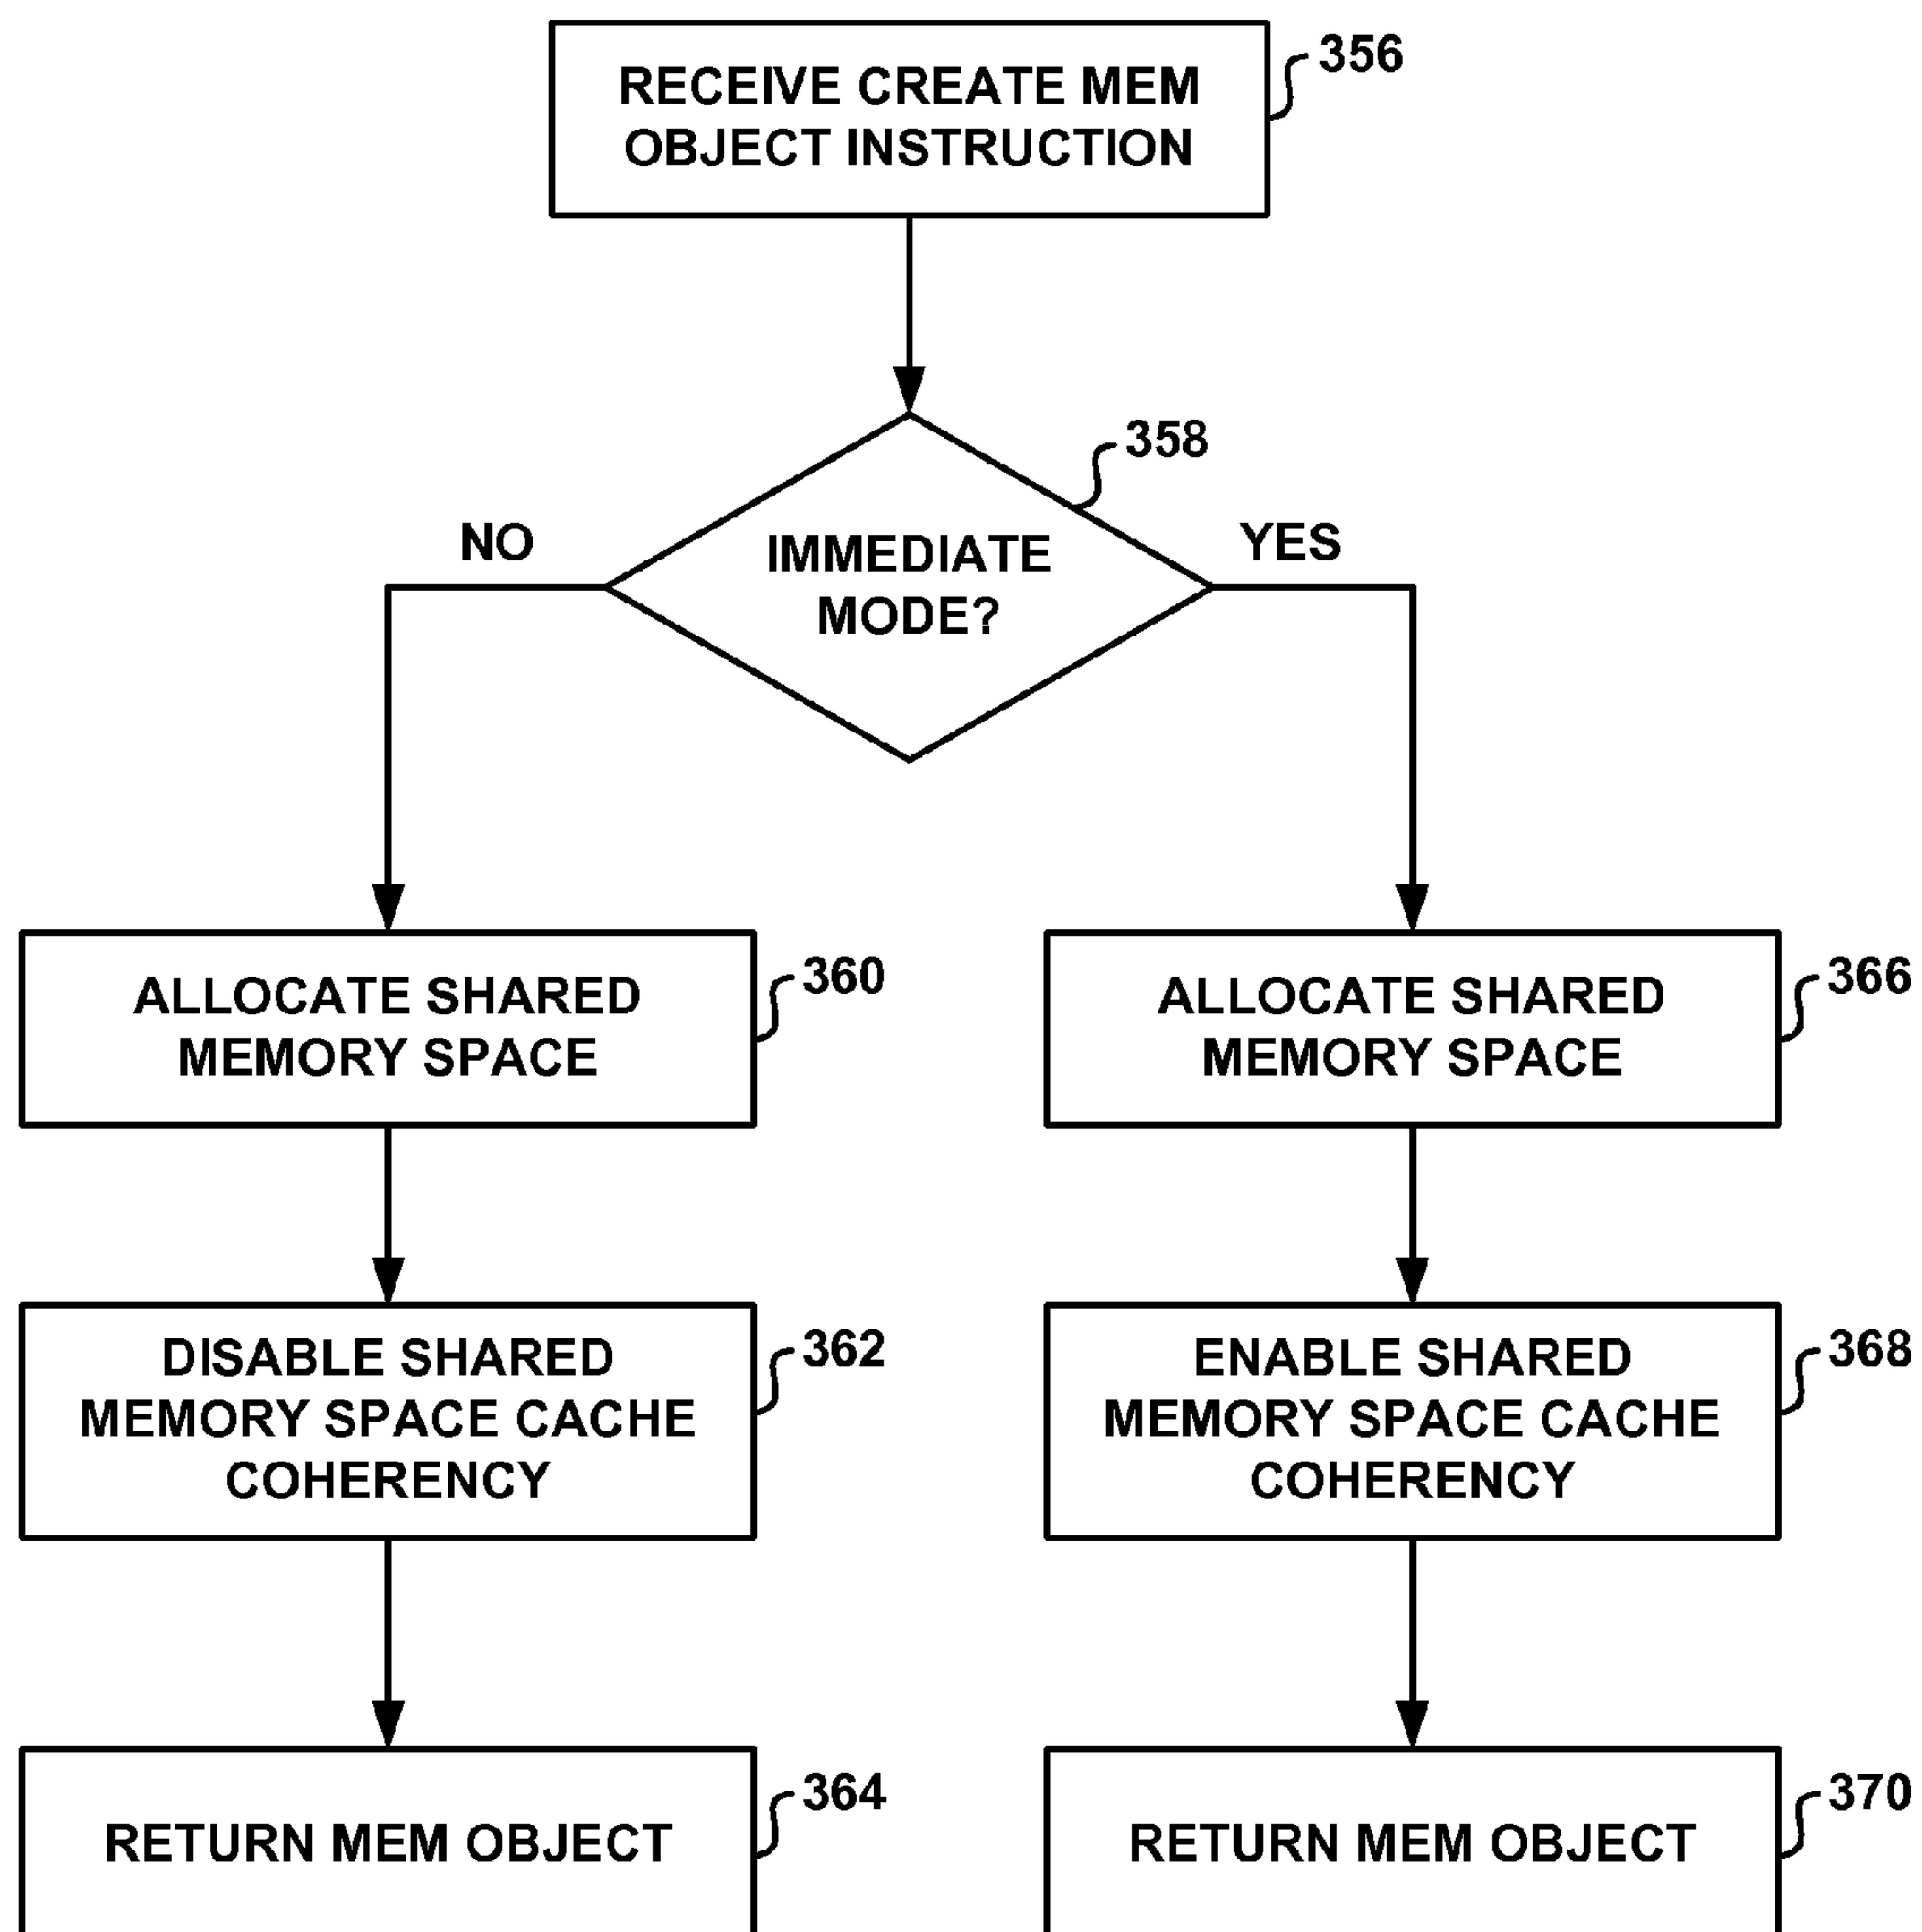 RECEIVE CREATE MEM
OBJECT INSTRUCTION
356
358
IMMEDIATE
MODE?
NO
YES
ALLOCATE SHARED
MEMORY SPACE
360
ALLOCATE SHARED
MEMORY SPACE
366
DISABLE SHARED
MEMORY SPACE CACHE
COHERENCY
362
ENABLE SHARED
MEMORY SPACE CACHE
COHERENCY
368
RETURN MEM OBJECT
364
RETURN MEM OBJECT
370